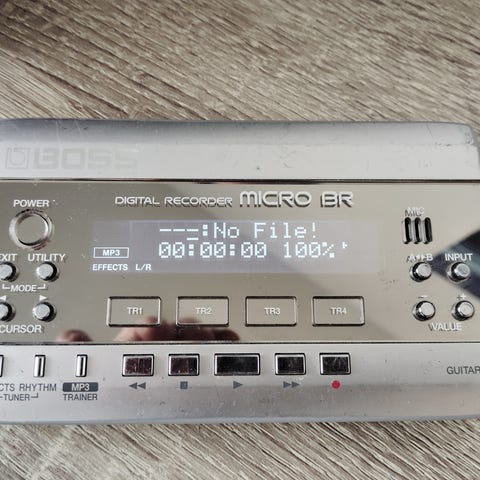 BOSS
POWER
DIGITAL RECORDER MICRO BR
MIC
---:No File!
00:00:00 100%
MP3
EFFECTS L/R
EXIT UTILITY
MODE
CURSOR
A↔B INPUT
- +
VALUE
TR1 TR2 TR3 TR4
RHYTHM
TUNER
MP3
TRAINER
GUITAR